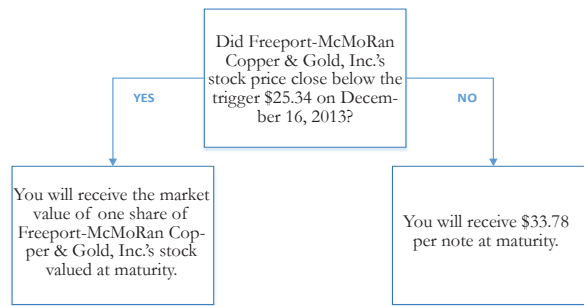 Did Freeport-McMoRan
Copper & Gold, Inc.'s
stock price close below the
trigger $25.34 on Decem-
ber 16, 2013?
YES
NO
You will receive the market
value of one share of
Freeport-McMoRan Cop-
per & Gold, Inc.'s stock
valued at maturity.
You will receive $33.78
per note at maturity.